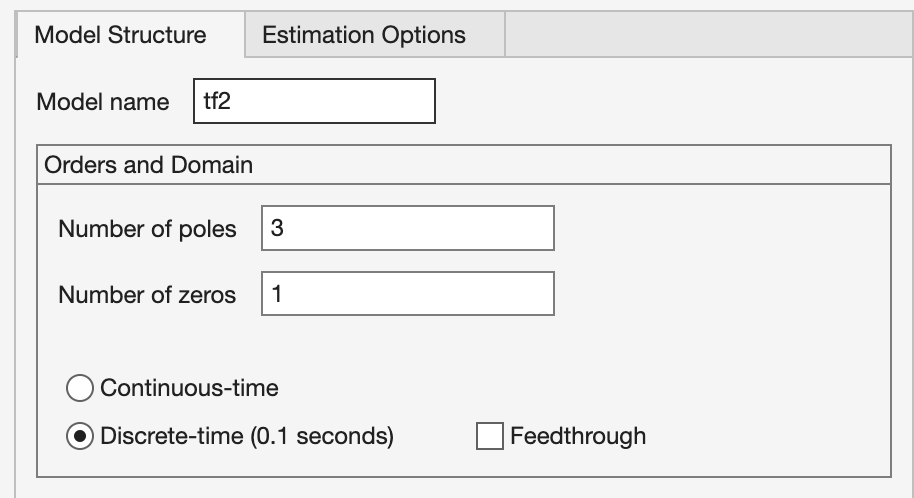 Model Structure Estimation Options
Model name tf2
Orders and Domain
Number of poles 3
Number of zeros 1
Continuous-time
Discrete-time (0.1 seconds) Feedthrough